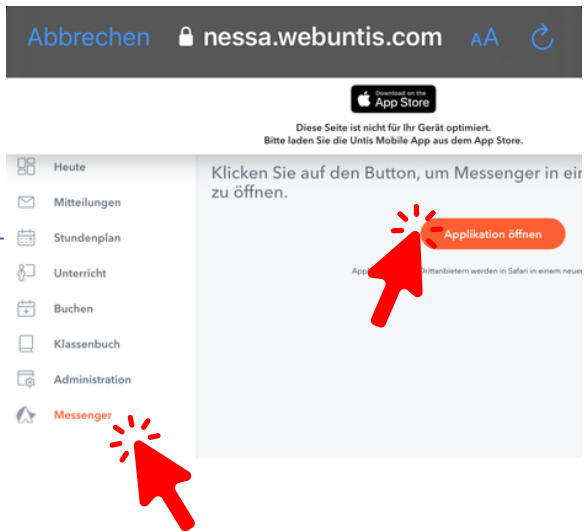 Abbrechen nessa.webuntis.com AA
Download on the
App Store
Diese Seite ist nicht für Ihr Gerät optimiert.
Bitte laden Sie die Untis Mobile App aus dem App Store.
Heute
Mitteilungen
Stundenplan
Unterricht
Buchen
Klassenbuch
Administration
Messenger
Klicken Sie auf den Button, um Messenger in ei
zu öffnen.
Applikation öffnen
App Drittanbietern werden in Safari in einem neue